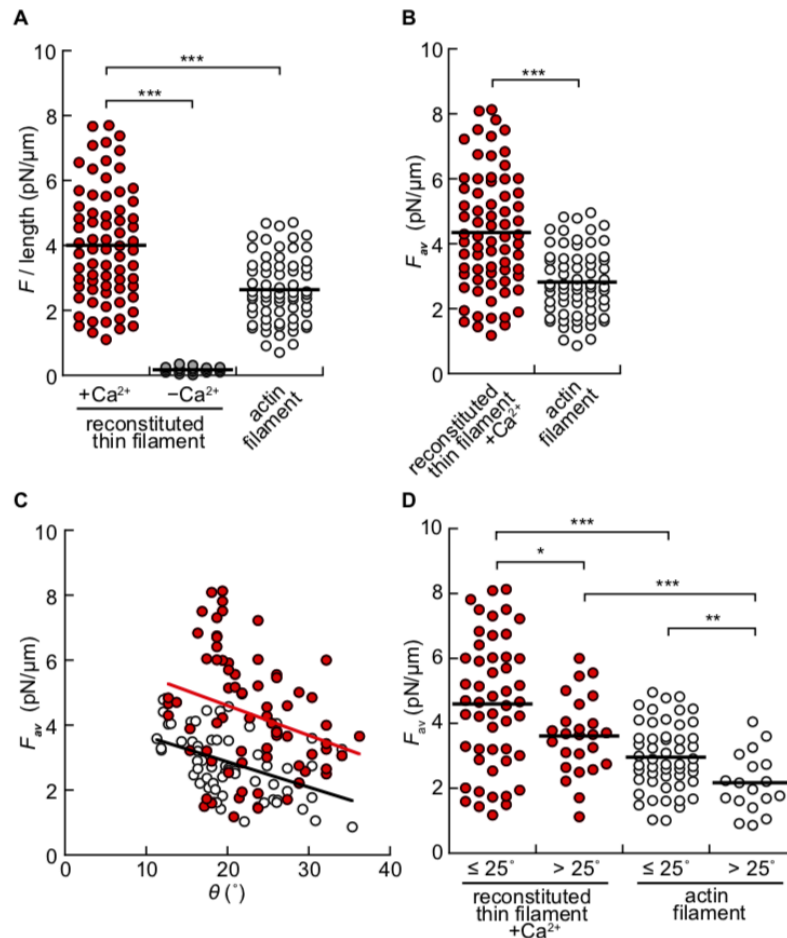 A
10
8
6
4
2
0
F / length (pN/μm)
***
***
+Ca²⁺
−Ca²⁺
reconstituted
thin filament
actin
filament
B
10
8
6
4
2
0
Fav (pN/μm)
***
reconstituted
thin filament
+Ca²⁺
actin
filament
C
10
8
6
4
2
0
Fav (pN/μm)
0
10
20
30
40
θ (°)
D
10
8
6
4
2
0
Fav (pN/μm)
***
*
***
**
≤ 25°
> 25°
≤ 25°
> 25°
reconstituted
thin filament
+Ca²⁺
actin
filament